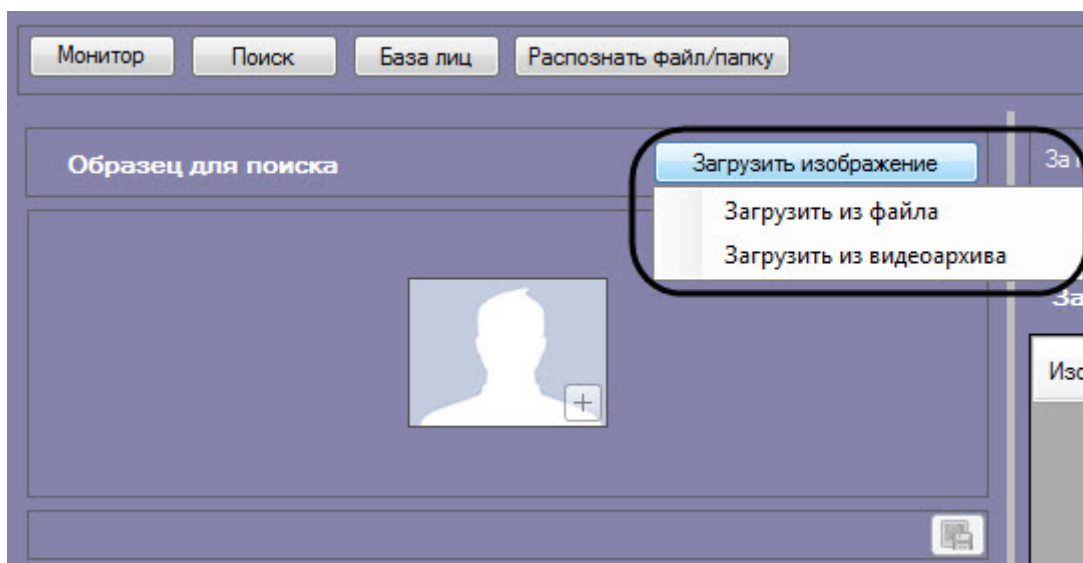 Монитор Поиск База лиц Распознать файл/папку
Образец для поиска Загрузить изображение
Загрузить из файла
Загрузить из видеоархива